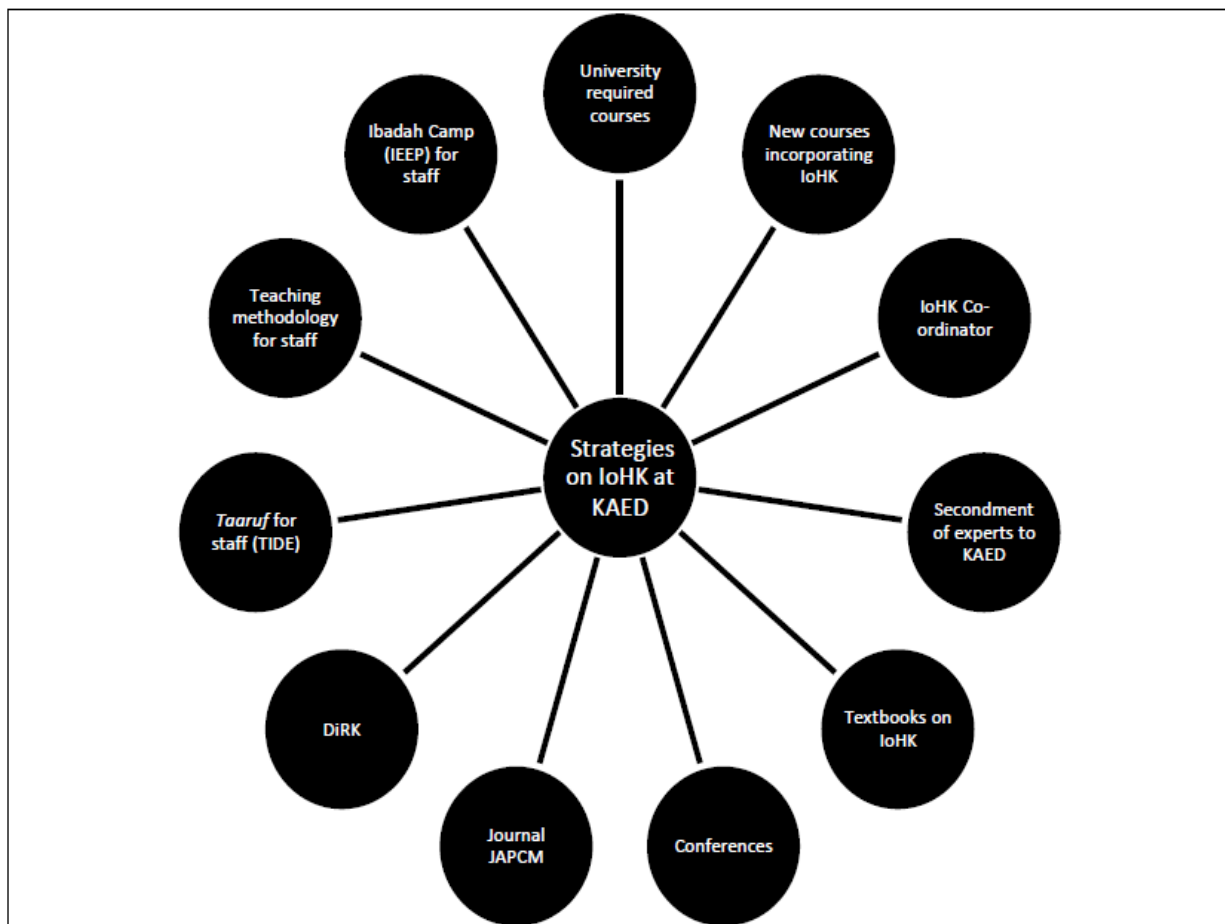 University
required
courses
New courses
incorporating
IoHK
IoHK Co-
ordinator
Secondment
of experts to
KAED
Textbooks on
IoHK
Conferences
Journal
JAPCM
DiRK
Taaruf for
staff (TIDE)
Teaching
methodology
for staff
Ibadah Camp
(IEEP) for
staff
Strategies
on IoHK at
KAED